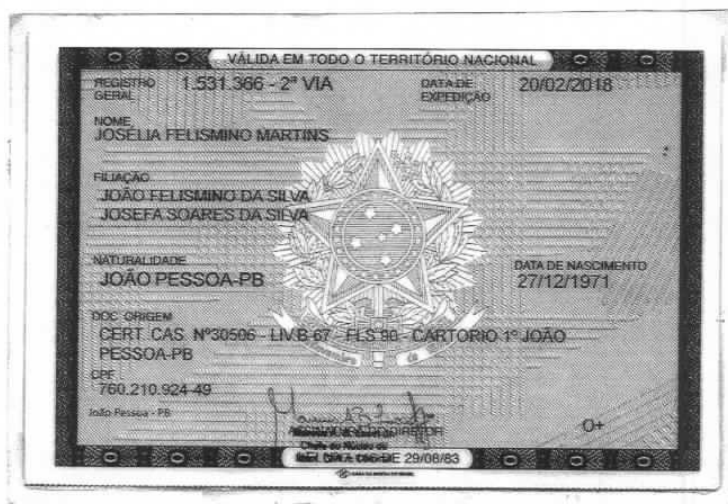 VÁLIDA EM TODO O TERRITÓRIO NACIONAL
REGISTRO GERAL 1.531.366 - 2ª VIA DATA DE EXPEDIÇÃO 20/02/2018
NOME
JOSÉLIA FELISMINO MARTINS
FILIAÇÃO
JOÃO FELISMINO DA SILVA
JOSEFA SOARES DA SILVA
NATURALIDADE DATA DE NASCIMENTO
JOÃO PESSOA-PB 27/12/1971
DOC. ORIGEM
CERT. CAS. Nº30506 - LIV.B-67 - FLS.90 - CARTORIO 1º JOÃO
PESSOA-PB
CPF
760.210.924-49
João Pessoa - PB
DIRETOR
O+
DE 29/08/83